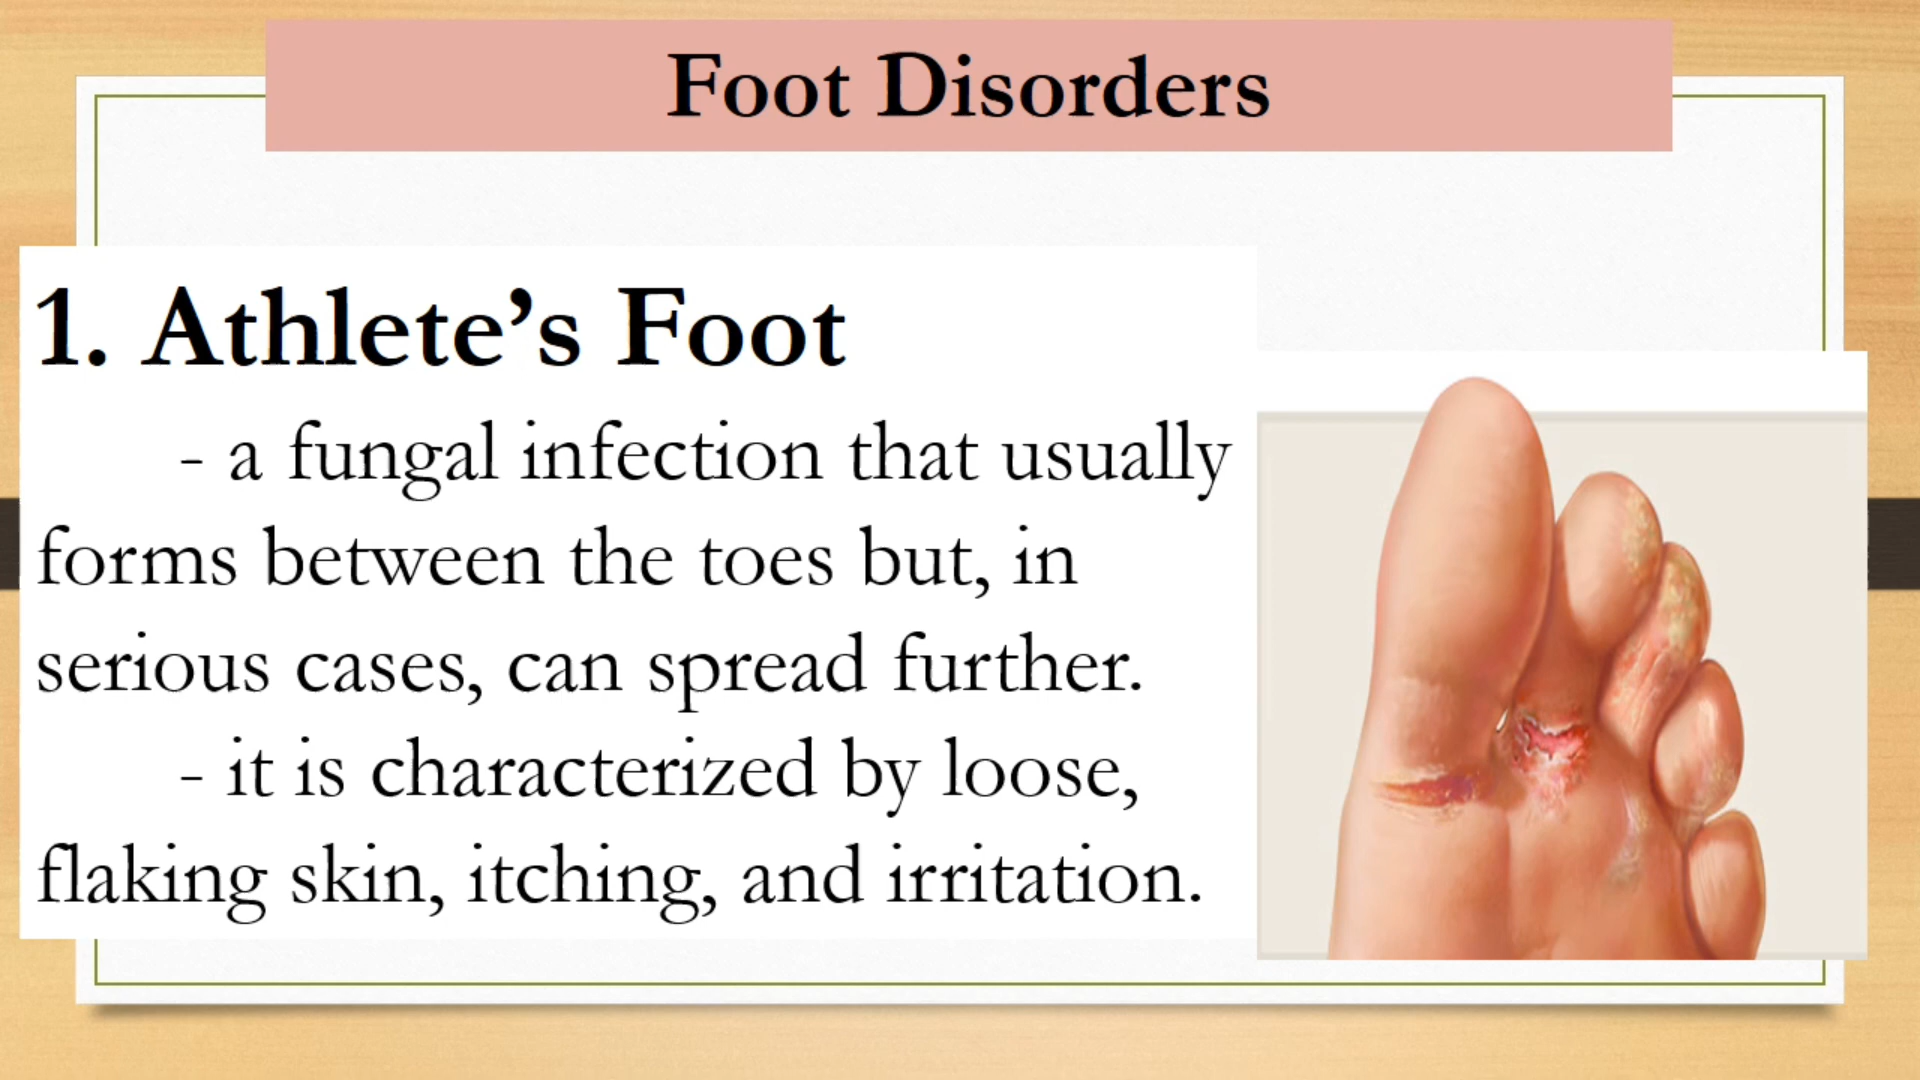 Foot Disorders
1. Athlete’s Foot
- a fungal infection that usually
forms between the toes but, in
serious cases, can spread further.
- it is characterized by loose,
flaking skin, itching, and irritation.